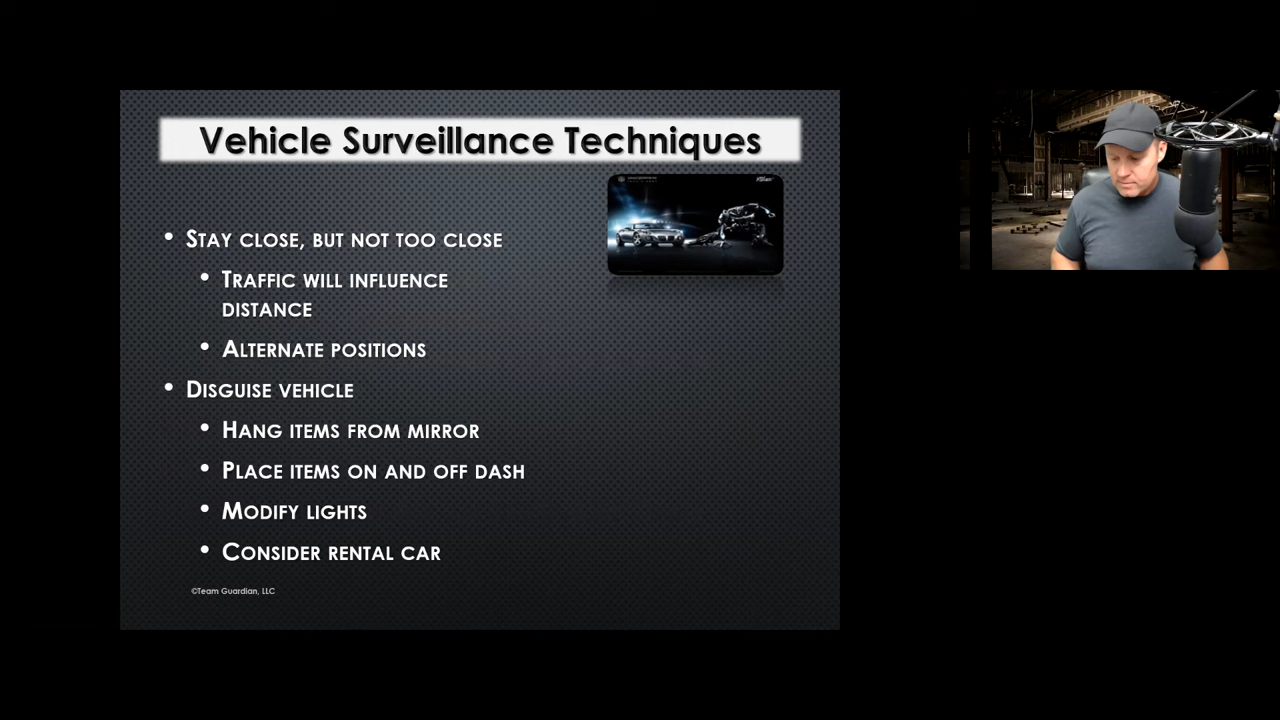 Vehicle Surveillance Techniques
• Stay close, but not too close
• Traffic will influence
distance
• Alternate positions
• Disguise vehicle
• Hang items from mirror
• Place items on and off dash
• Modify lights
• Consider rental car
©Team Guardian, LLC